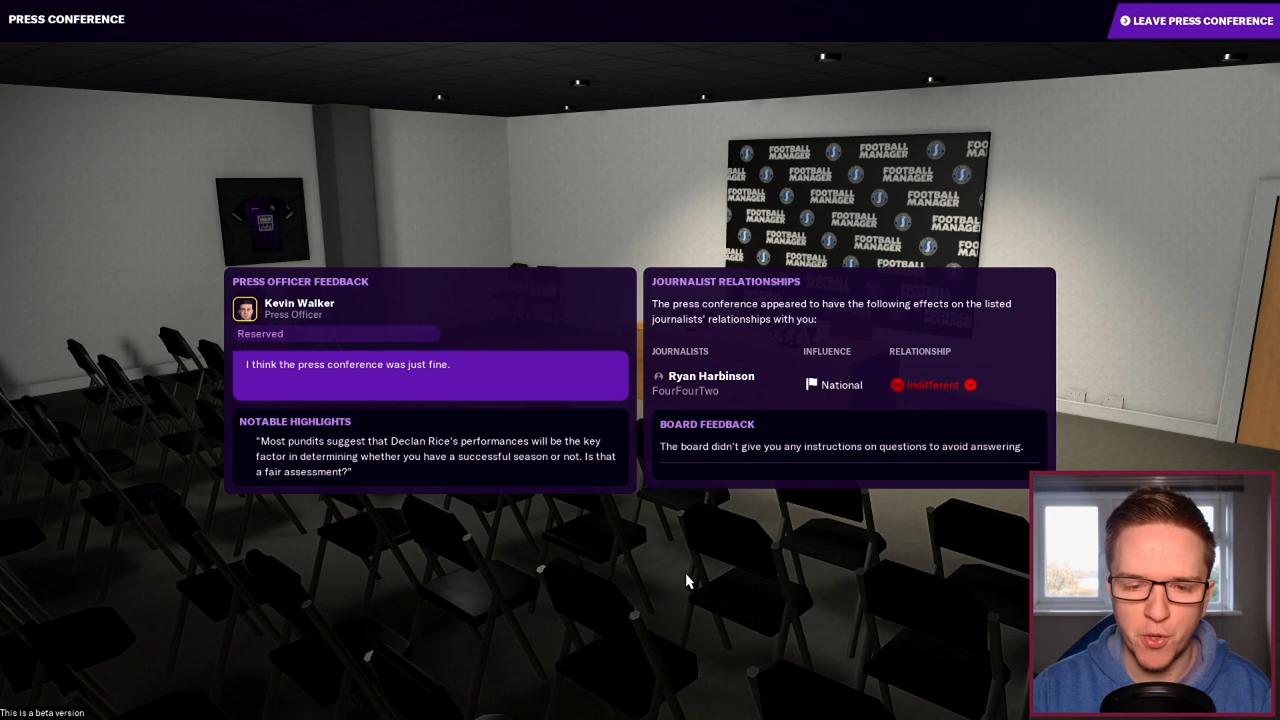 PRESS CONFERENCE
LEAVE PRESS CONFERENCE
FOOTBALL MANAGER
PRESS OFFICER FEEDBACK
Kevin Walker
Press Officer
Reserved
I think the press conference was just fine.
NOTABLE HIGHLIGHTS
"Most pundits suggest that Declan Rice's performances will be the key
factor in determining whether you have a successful season or not. Is that
a fair assessment?"
JOURNALIST RELATIONSHIPS
The press conference appeared to have the following effects on the listed
journalists' relationships with you:
JOURNALISTS INFLUENCE RELATIONSHIP
Ryan Harbinson
FourFourTwo
National
Indifferent
BOARD FEEDBACK
The board didn't give you any instructions on questions to avoid answering.
This is a beta version